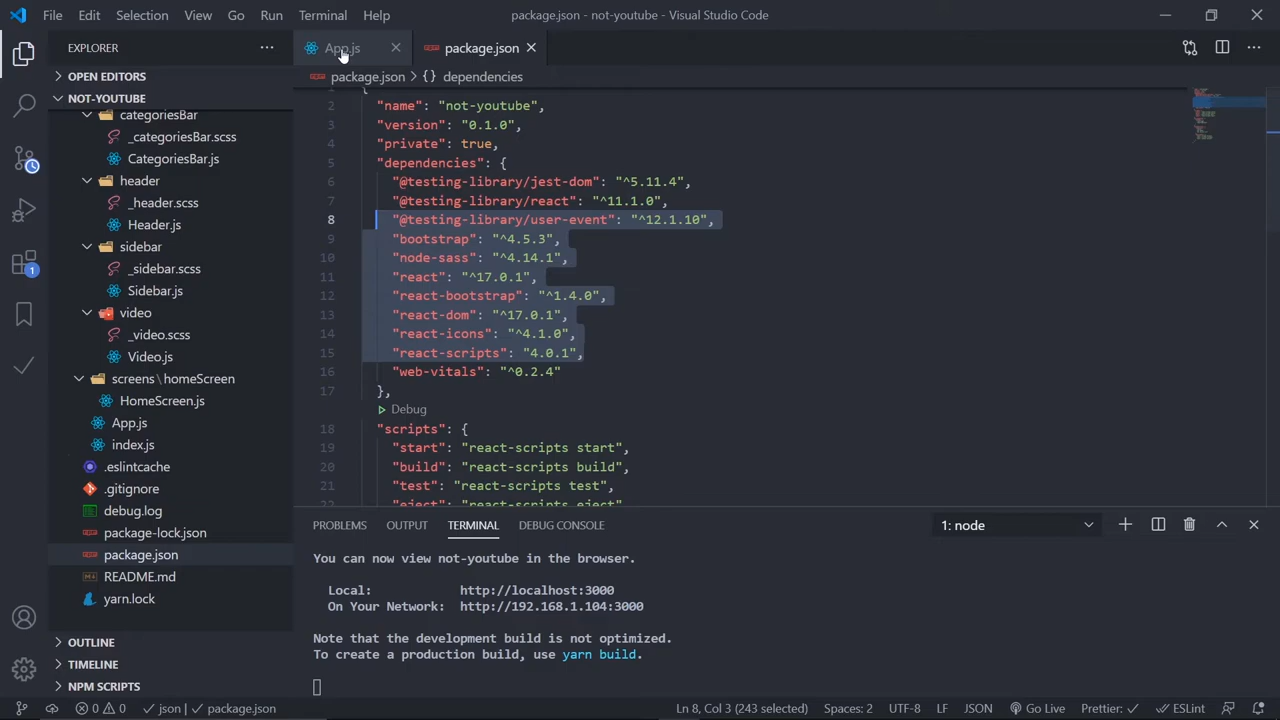 File Edit Selection View Go Run Terminal Help
package.json - not-youtube - Visual Studio Code
EXPLORER
App.js
package.json
OPEN EDITORS
package.json
dependencies
NOT-YOUTUBE
categoriesBar
_categoriesBar.scss
CategoriesBar.js
header
_header.scss
Header.js
sidebar
_sidebar.scss
Sidebar.js
video
_video.scss
Video.js
screens\homeScreen
HomeScreen.js
App.js
index.js
.eslintcache
.gitignore
debug.log
package-lock.json
package.json
README.md
yarn.lock
OUTLINE
TIMELINE
NPM SCRIPTS
1
1 {
2 "name": "not-youtube",
3 "version": "0.1.0",
4 "private": true,
5 "dependencies": {
6 "@testing-library/jest-dom": "^5.11.4",
7 "@testing-library/react": "^11.1.0",
8 "@testing-library/user-event": "^12.1.10",
9 "bootstrap": "^4.5.3",
10 "node-sass": "^4.14.1",
11 "react": "^17.0.1",
12 "react-bootstrap": "^1.4.0",
13 "react-dom": "^17.0.1",
14 "react-icons": "^4.1.0",
15 "react-scripts": "4.0.1",
16 "web-vitals": "^0.2.4"
17 },
Debug
18 "scripts": {
19 "start": "react-scripts start",
20 "build": "react-scripts build",
21 "test": "react-scripts test",
22 "eject": "react-scripts eject"
PROBLEMS OUTPUT TERMINAL DEBUG CONSOLE
1: node
You can now view not-youtube in the browser.
Local: http://localhost:3000
On Your Network: http://192.168.1.104:3000
Note that the development build is not optimized.
To create a production build, use yarn build.
0 0 json package.json
Ln 8, Col 3 (243 selected) Spaces: 2 UTF-8 LF JSON Go Live Prettier: ESLint